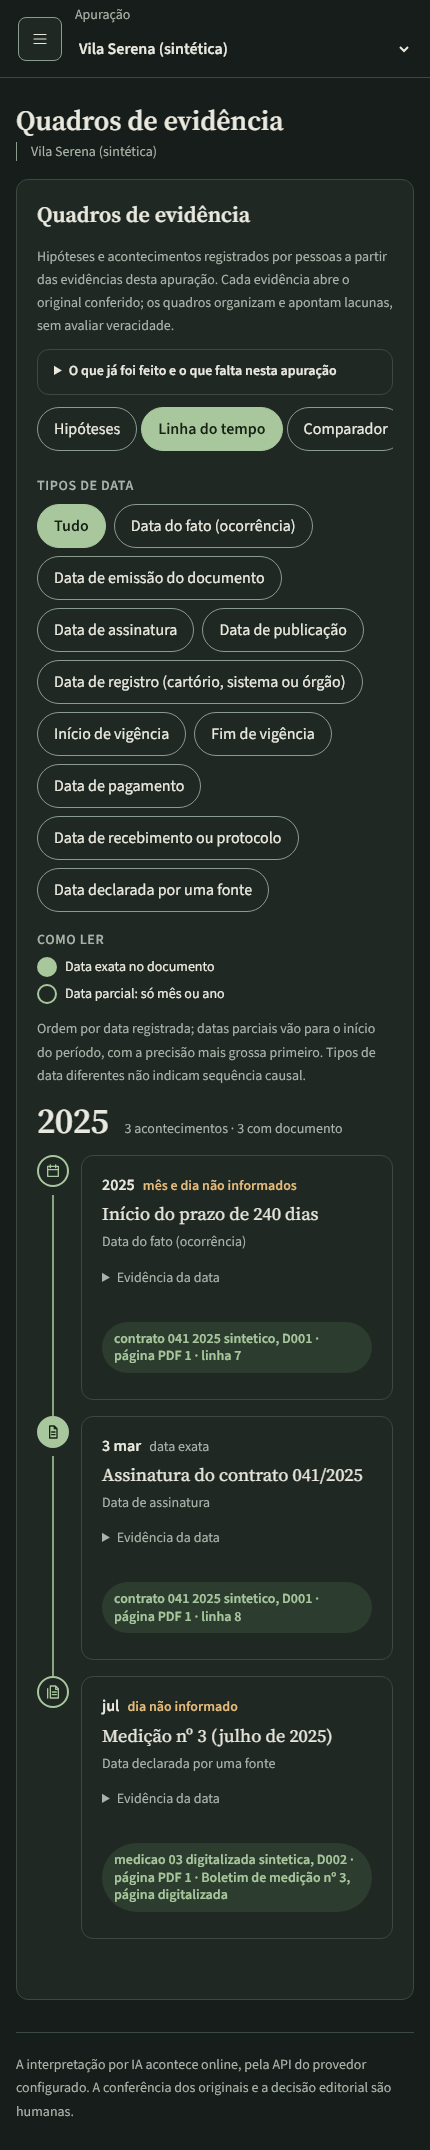 Apuração
Vila Serena (sintética)
Quadros de evidência
Vila Serena (sintética)
Quadros de evidência
Hipóteses e acontecimentos registrados por pessoas a partir
das evidências desta apuração. Cada evidência abre o
original conferido; os quadros organizam e apontam lacunas,
sem avaliar veracidade.
O que já foi feito e o que falta nesta apuração
Hipóteses Linha do tempo Comparador
TIPOS DE DATA
Tudo Data do fato (ocorrência)
Data de emissão do documento
Data de assinatura Data de publicação
Data de registro (cartório, sistema ou órgão)
Início de vigência Fim de vigência
Data de pagamento
Data de recebimento ou protocolo
Data declarada por uma fonte
COMO LER
Data exata no documento
Data parcial: só mês ou ano
Ordem por data registrada; datas parciais vão para o início
do período, com a precisão mais grossa primeiro. Tipos de
data diferentes não indicam sequência causal.
2025 3 acontecimentos · 3 com documento
2025 mês e dia não informados
Início do prazo de 240 dias
Data do fato (ocorrência)
Evidência da data
contrato 041 2025 sintetico, D001 ·
página PDF 1 · linha 7
3 mar data exata
Assinatura do contrato 041/2025
Data de assinatura
Evidência da data
contrato 041 2025 sintetico, D001 ·
página PDF 1 · linha 8
jul dia não informado
Medição nº 3 (julho de 2025)
Data declarada por uma fonte
Evidência da data
medicao 03 digitalizada sintetica, D002 ·
página PDF 1 · Boletim de medição nº 3,
página digitalizada
A interpretação por IA acontece online, pela API do provedor
configurado. A conferência dos originais e a decisão editorial são
humanas.